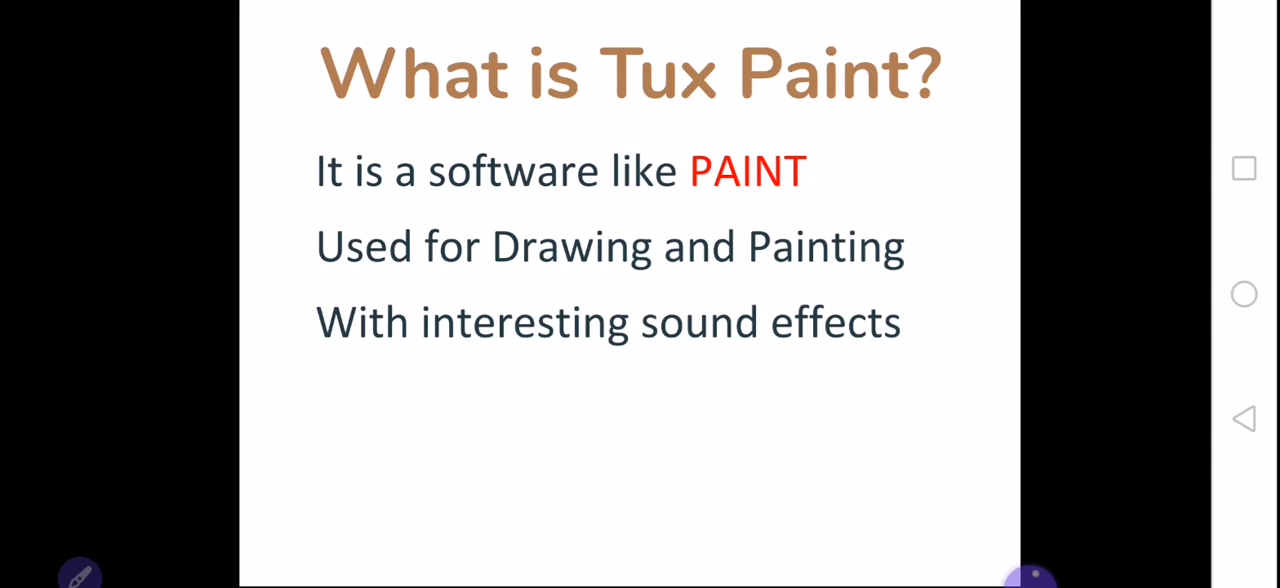 What is Tux Paint?
It is a software like PAINT
Used for Drawing and Painting
With interesting sound effects